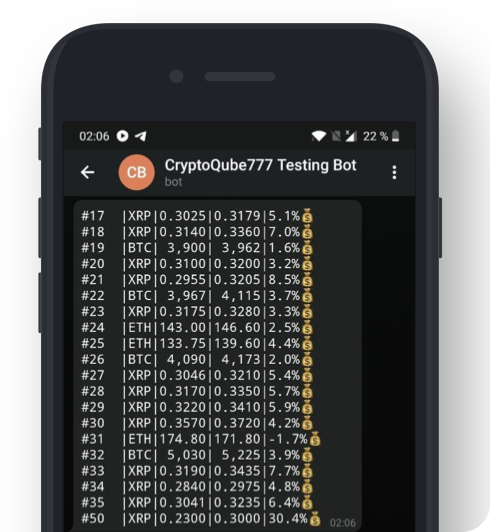 02:06 22 %
CB CryptoQube777 Testing Bot
bot
#17 |XRP|0.3025|0.3179|5.1%💰
#18 |XRP|0.3140|0.3360|7.0%💰
#19 |BTC| 3,900| 3,962|1.6%💰
#20 |XRP|0.3100|0.3200|3.2%💰
#21 |XRP|0.2955|0.3205|8.5%💰
#22 |BTC| 3,967| 4,115|3.7%💰
#23 |XRP|0.3175|0.3280|3.3%💰
#24 |ETH|143.00|146.60|2.5%💰
#25 |ETH|133.75|139.60|4.4%💰
#26 |BTC| 4,090| 4,173|2.0%💰
#27 |XRP|0.3046|0.3210|5.4%💰
#28 |XRP|0.3170|0.3350|5.7%💰
#29 |XRP|0.3220|0.3410|5.9%💰
#30 |XRP|0.3570|0.3720|4.2%💰
#31 |ETH|174.80|171.80|-1.7%💰
#32 |BTC| 5,030| 5,225|3.9%💰
#33 |XRP|0.3190|0.3435|7.7%💰
#34 |XRP|0.2840|0.2975|4.8%💰
#35 |XRP|0.3041|0.3235|6.4%💰
#50 |XRP|0.2300|0.3000|30.4%💰 02:06